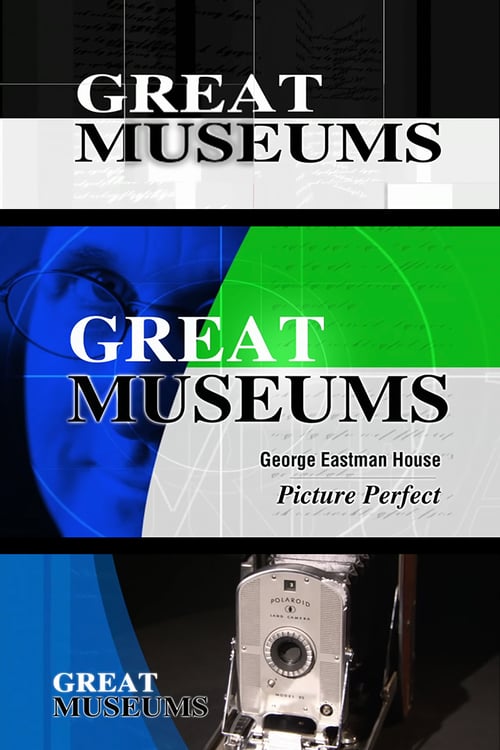 GREAT
MUSEUMS
GREAT
MUSEUMS
George Eastman House
Picture Perfect
POLAROID
LAND CAMERA
MODEL 95
GREAT
MUSEUMS